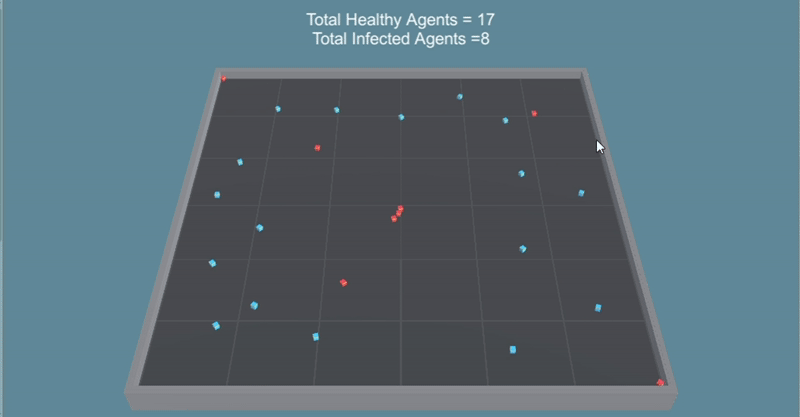 Total Healthy Agents = 17
Total Infected Agents =8